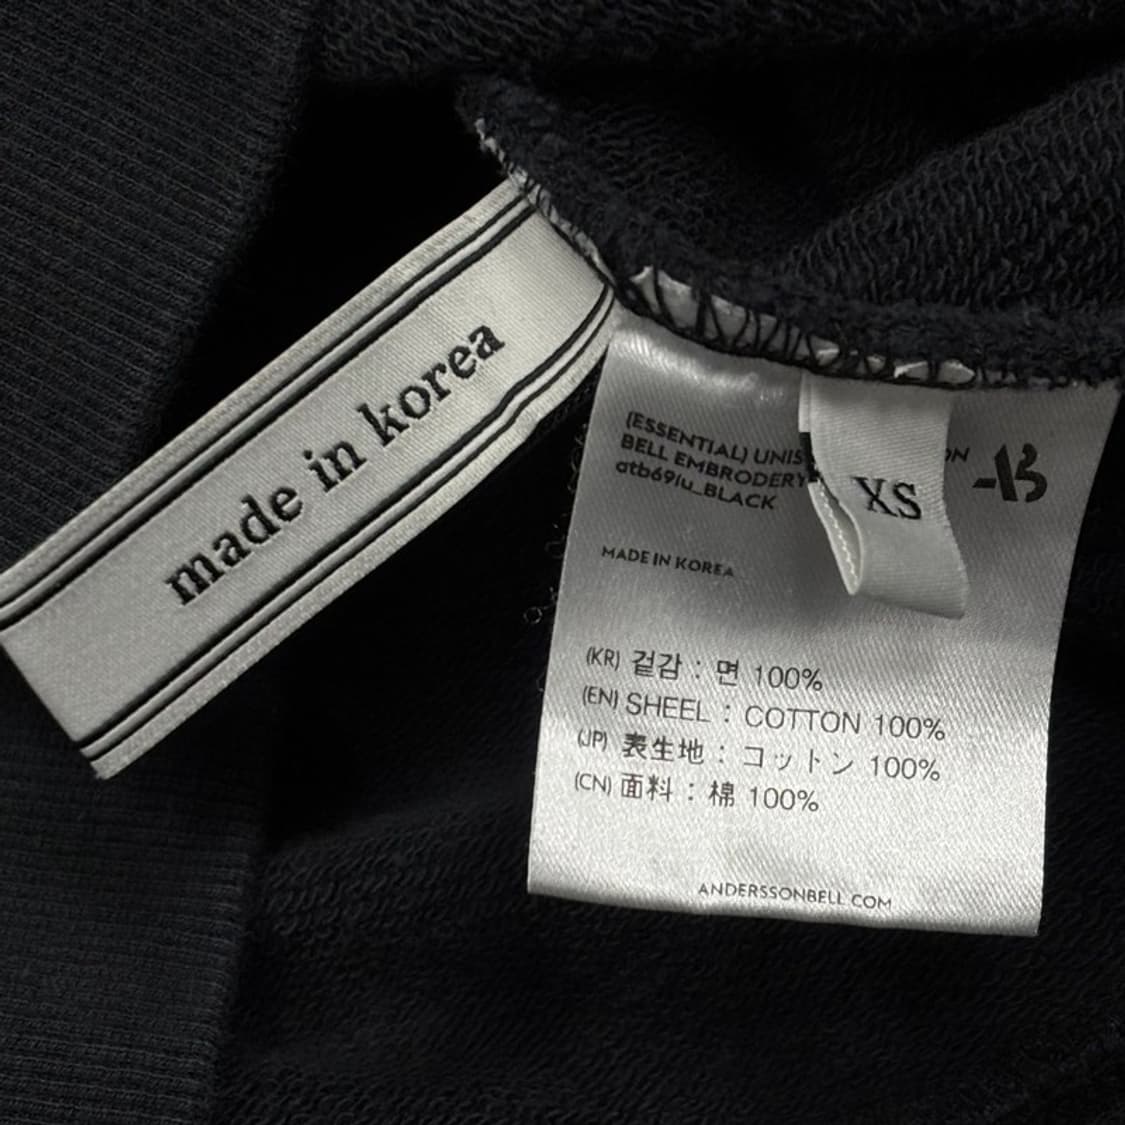 made in korea
(ESSENTIAL) UNIS
BELL EMBRODERY
atb691u_BLACK
XS
MADE IN KOREA
(KR) 겉감 : 면 100%
(EN) SHEEL : COTTON 100%
(JP) 表生地 : コットン 100%
(CN) 面料 : 棉 100%
ANDERSSONBELL.COM